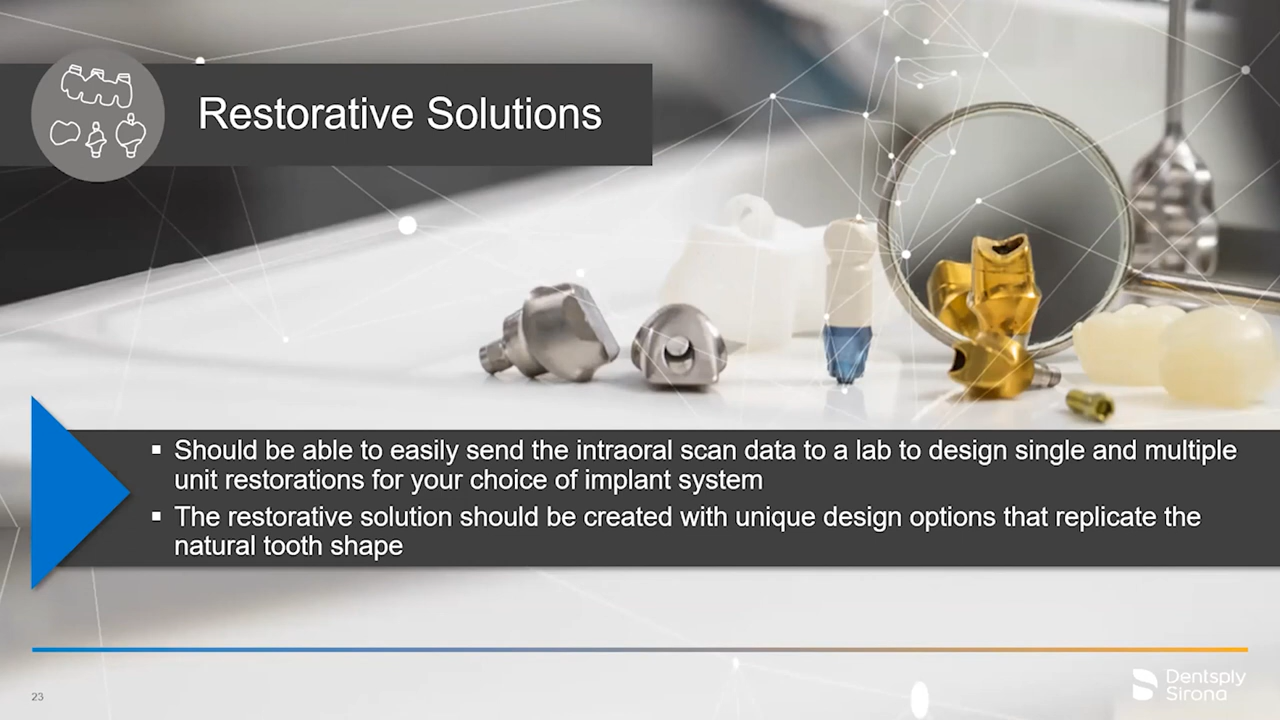 Restorative Solutions
▪ Should be able to easily send the intraoral scan data to a lab to design single and multiple
unit restorations for your choice of implant system
▪ The restorative solution should be created with unique design options that replicate the
natural tooth shape
23
Dentsply
Sirona